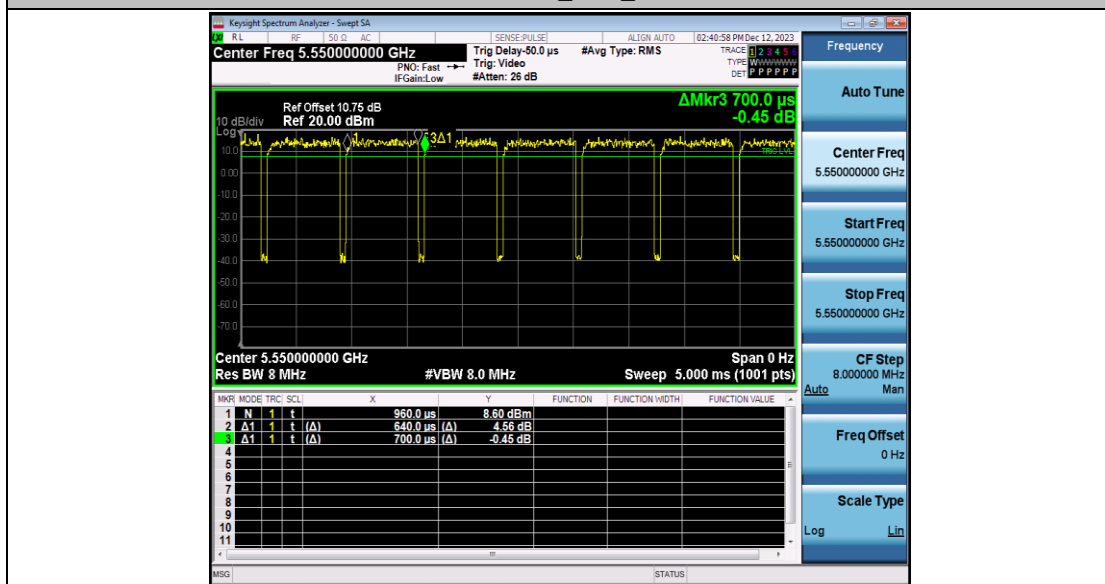 Keysight Spectrum Analyzer - Swept SA
RL RF 50 Ω AC SENSE:PULSE ALIGN AUTO 02:40:58 PM Dec 12, 2023
Center Freq 5.550000000 GHz
PNO: Fast
IFGain:Low
Trig Delay-50.0 µs
Trig: Video
#Atten: 26 dB
#Avg Type: RMS
TRACE 1 2 3 4 5 6
TYPE WWWWWW
DET P P P P P P
ΔMkr3 700.0 µs
-0.45 dB
Ref Offset 10.75 dB
10 dB/div Ref 20.00 dBm
Log
1
3Δ1
TRIG LVL
10.0
0.00
-10.0
-20.0
-30.0
-40.0
-50.0
-60.0
-70.0
Center 5.550000000 GHz Span 0 Hz
Res BW 8 MHz #VBW 8.0 MHz Sweep 5.000 ms (1001 pts)
MKR MODE TRC SCL X Y FUNCTION FUNCTION WIDTH FUNCTION VALUE
1 N 1 t 960.0 µs 8.60 dBm
2 Δ1 1 t (Δ) 640.0 µs (Δ) 4.56 dB
3 Δ1 1 t (Δ) 700.0 µs (Δ) -0.45 dB
4
5
6
7
8
9
10
11
MSG STATUS
Frequency
Auto Tune
Center Freq
5.550000000 GHz
Start Freq
5.550000000 GHz
Stop Freq
5.550000000 GHz
CF Step
8.000000 MHz
Auto Man
Freq Offset
0 Hz
Scale Type
Log Lin